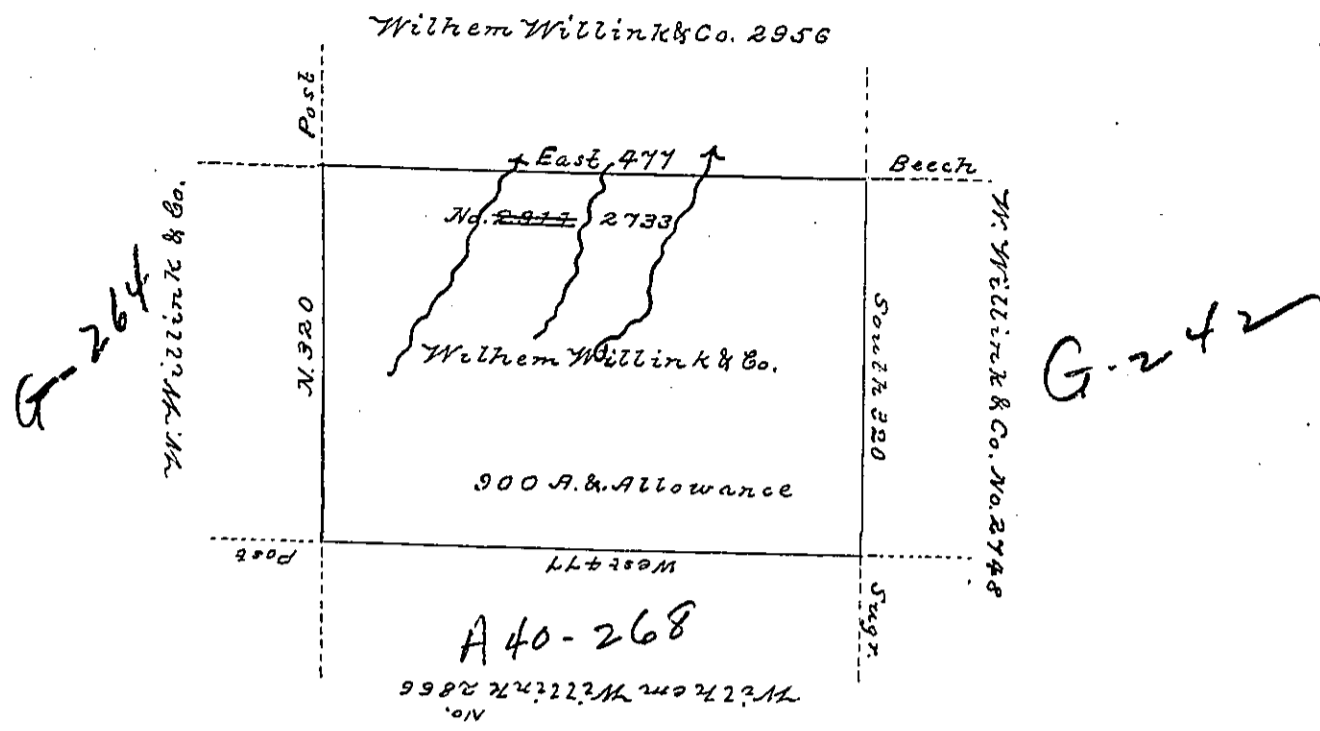 Wilhem Willink & Co. 2956
Post
East 477
Beech
No. 2911 2733
W. Willink & Co.
G-264
N. 320
Wilhem Willink & Co.
South 320
W. Willink & Co. No. 2748
G-242
900 A. & Allowance
Post
West 477
Sugr.
A 40-268
Wilhem Willink 2866
No.